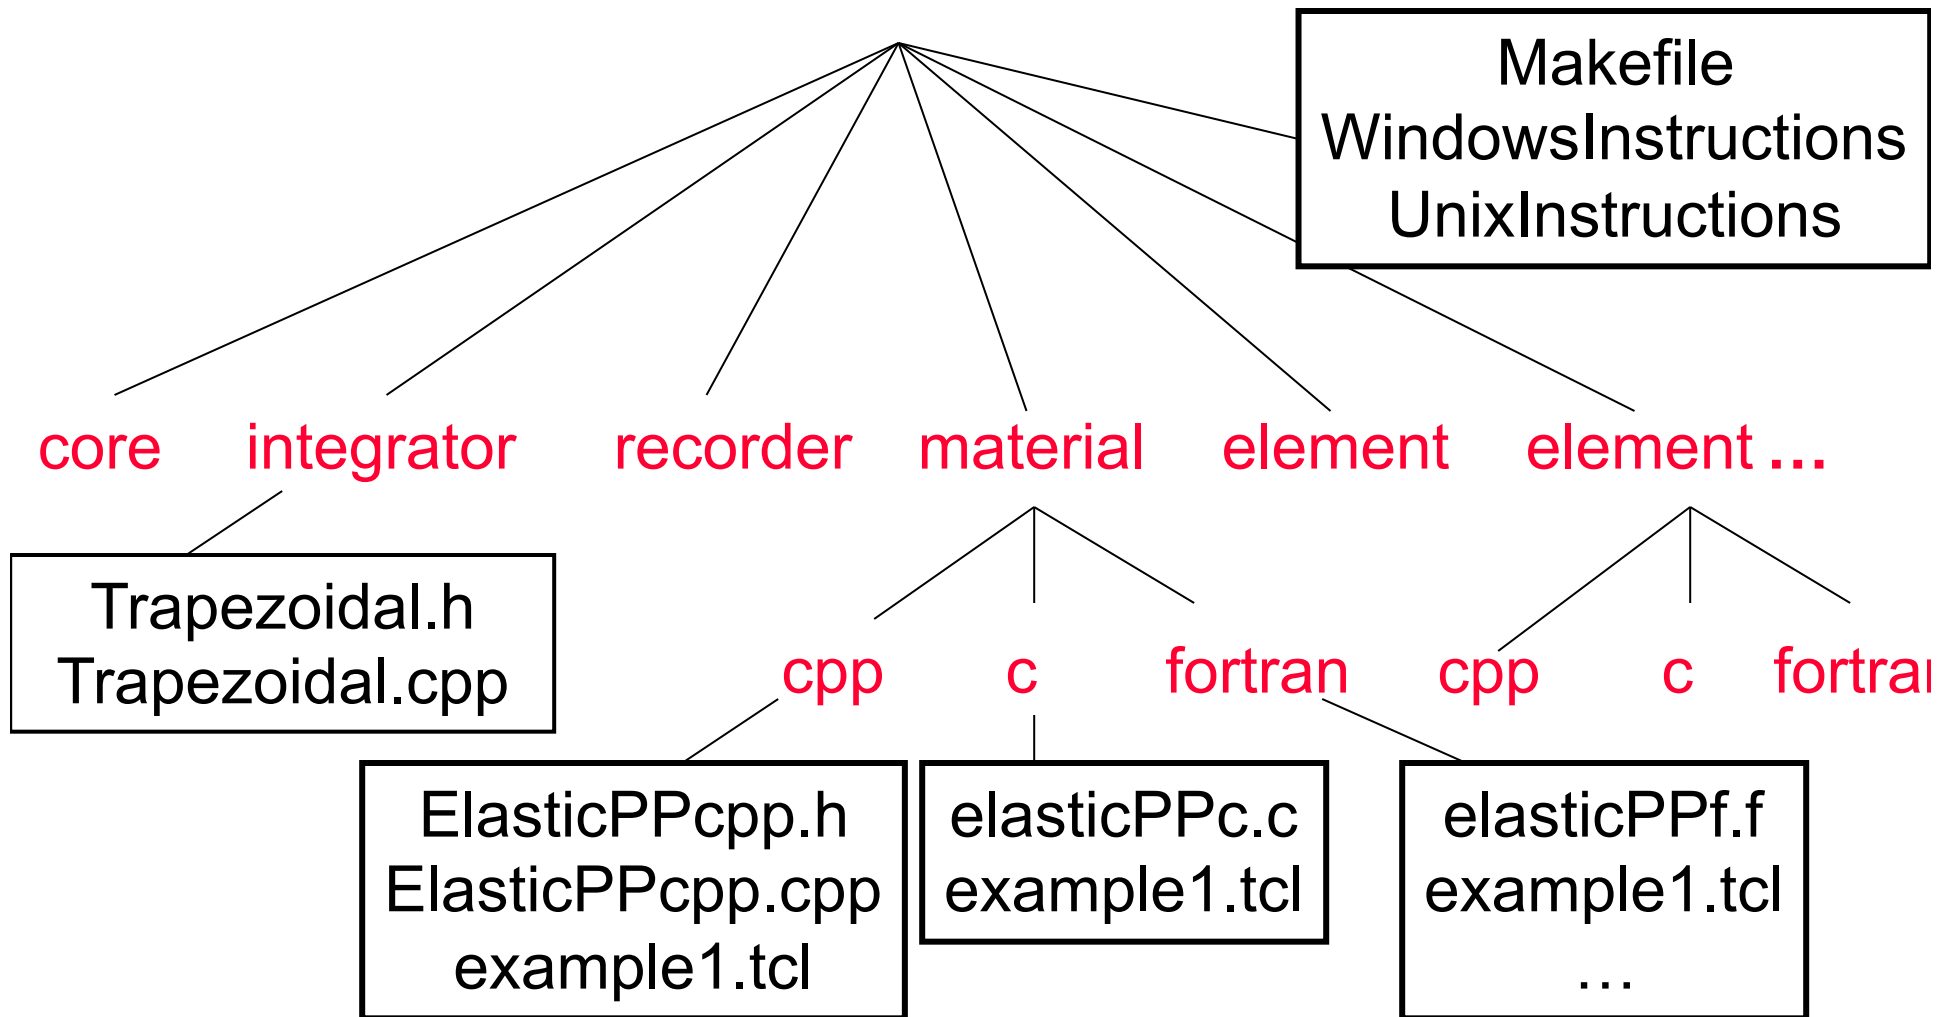 Makefile
WindowsInstructions
UnixInstructions
core integrator recorder material element element ...
Trapezoidal.h
Trapezoidal.cpp
cpp c fortran cpp c fortran
ElasticPPcpp.h
ElasticPPcpp.cpp
example1.tcl
elasticPPc.c
example1.tcl
elasticPPf.f
example1.tcl
...